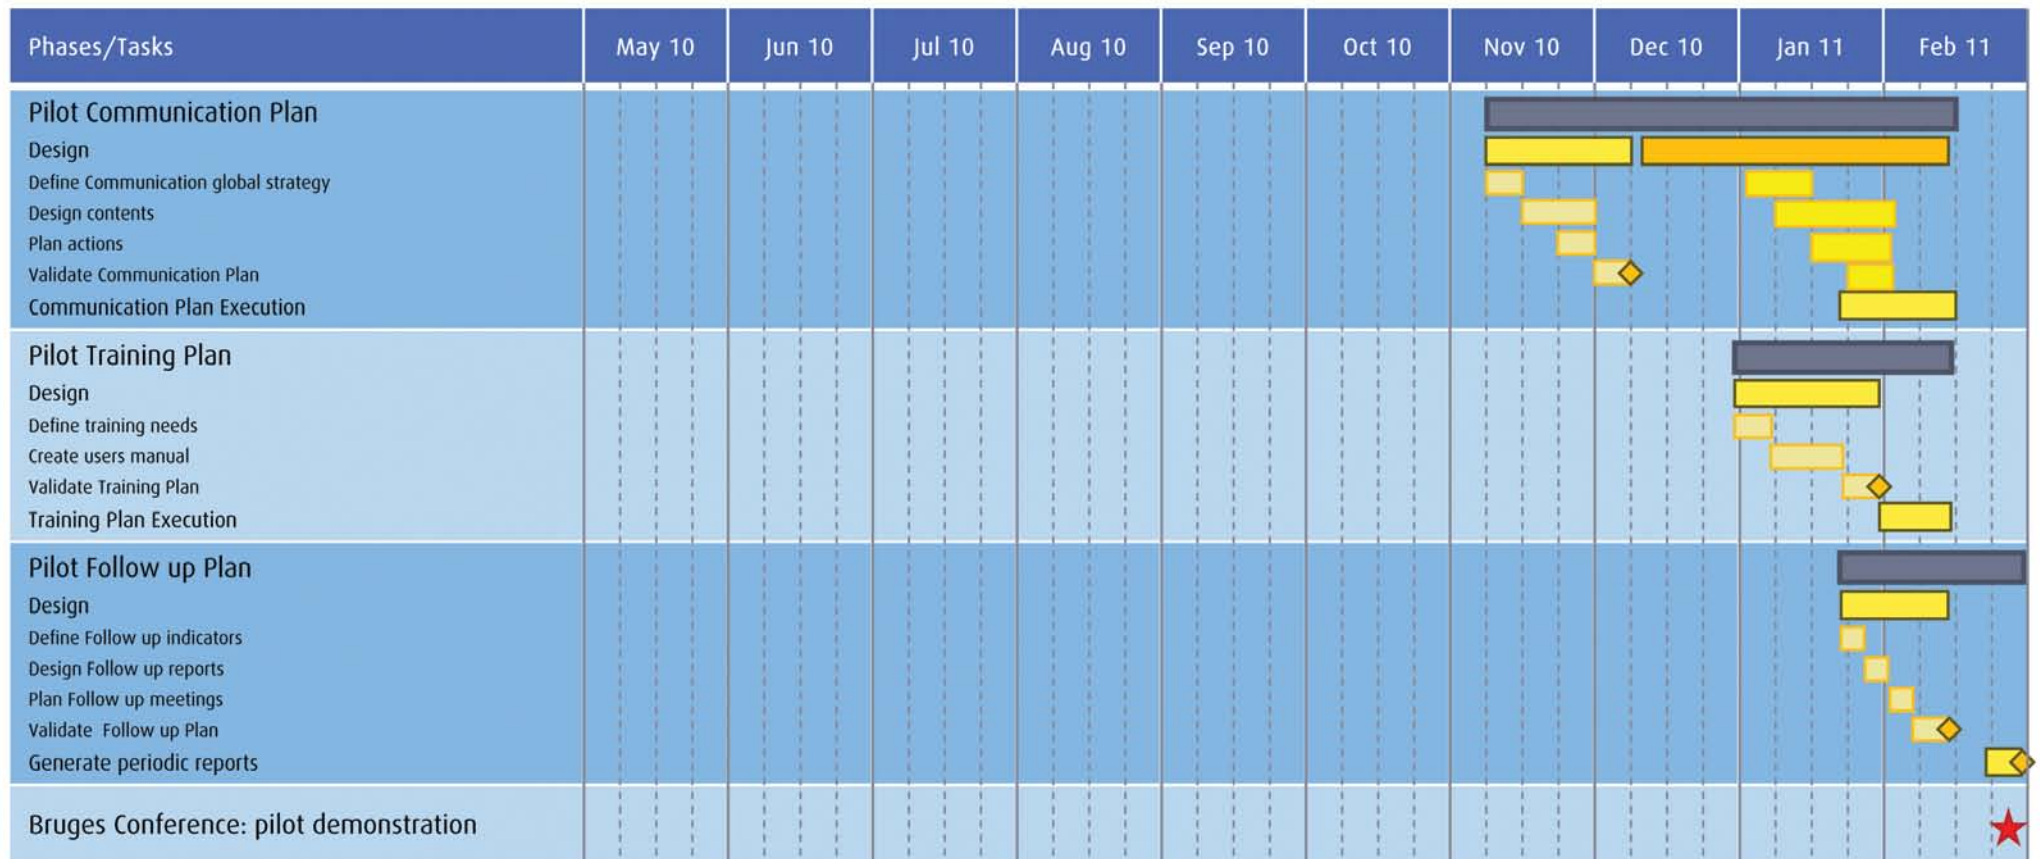 Phases/Tasks May 10 Jun 10 Jul 10 Aug 10 Sep 10 Oct 10 Nov 10 Dec 10 Jan 11 Feb 11
Pilot Communication Plan
Design
Define Communication global strategy
Design contents
Plan actions
Validate Communication Plan
Communication Plan Execution
Pilot Training Plan
Design
Define training needs
Create users manual
Validate Training Plan
Training Plan Execution
Pilot Follow up Plan
Design
Define Follow up indicators
Design Follow up reports
Plan Follow up meetings
Validate Follow up Plan
Generate periodic reports
Bruges Conference: pilot demonstration